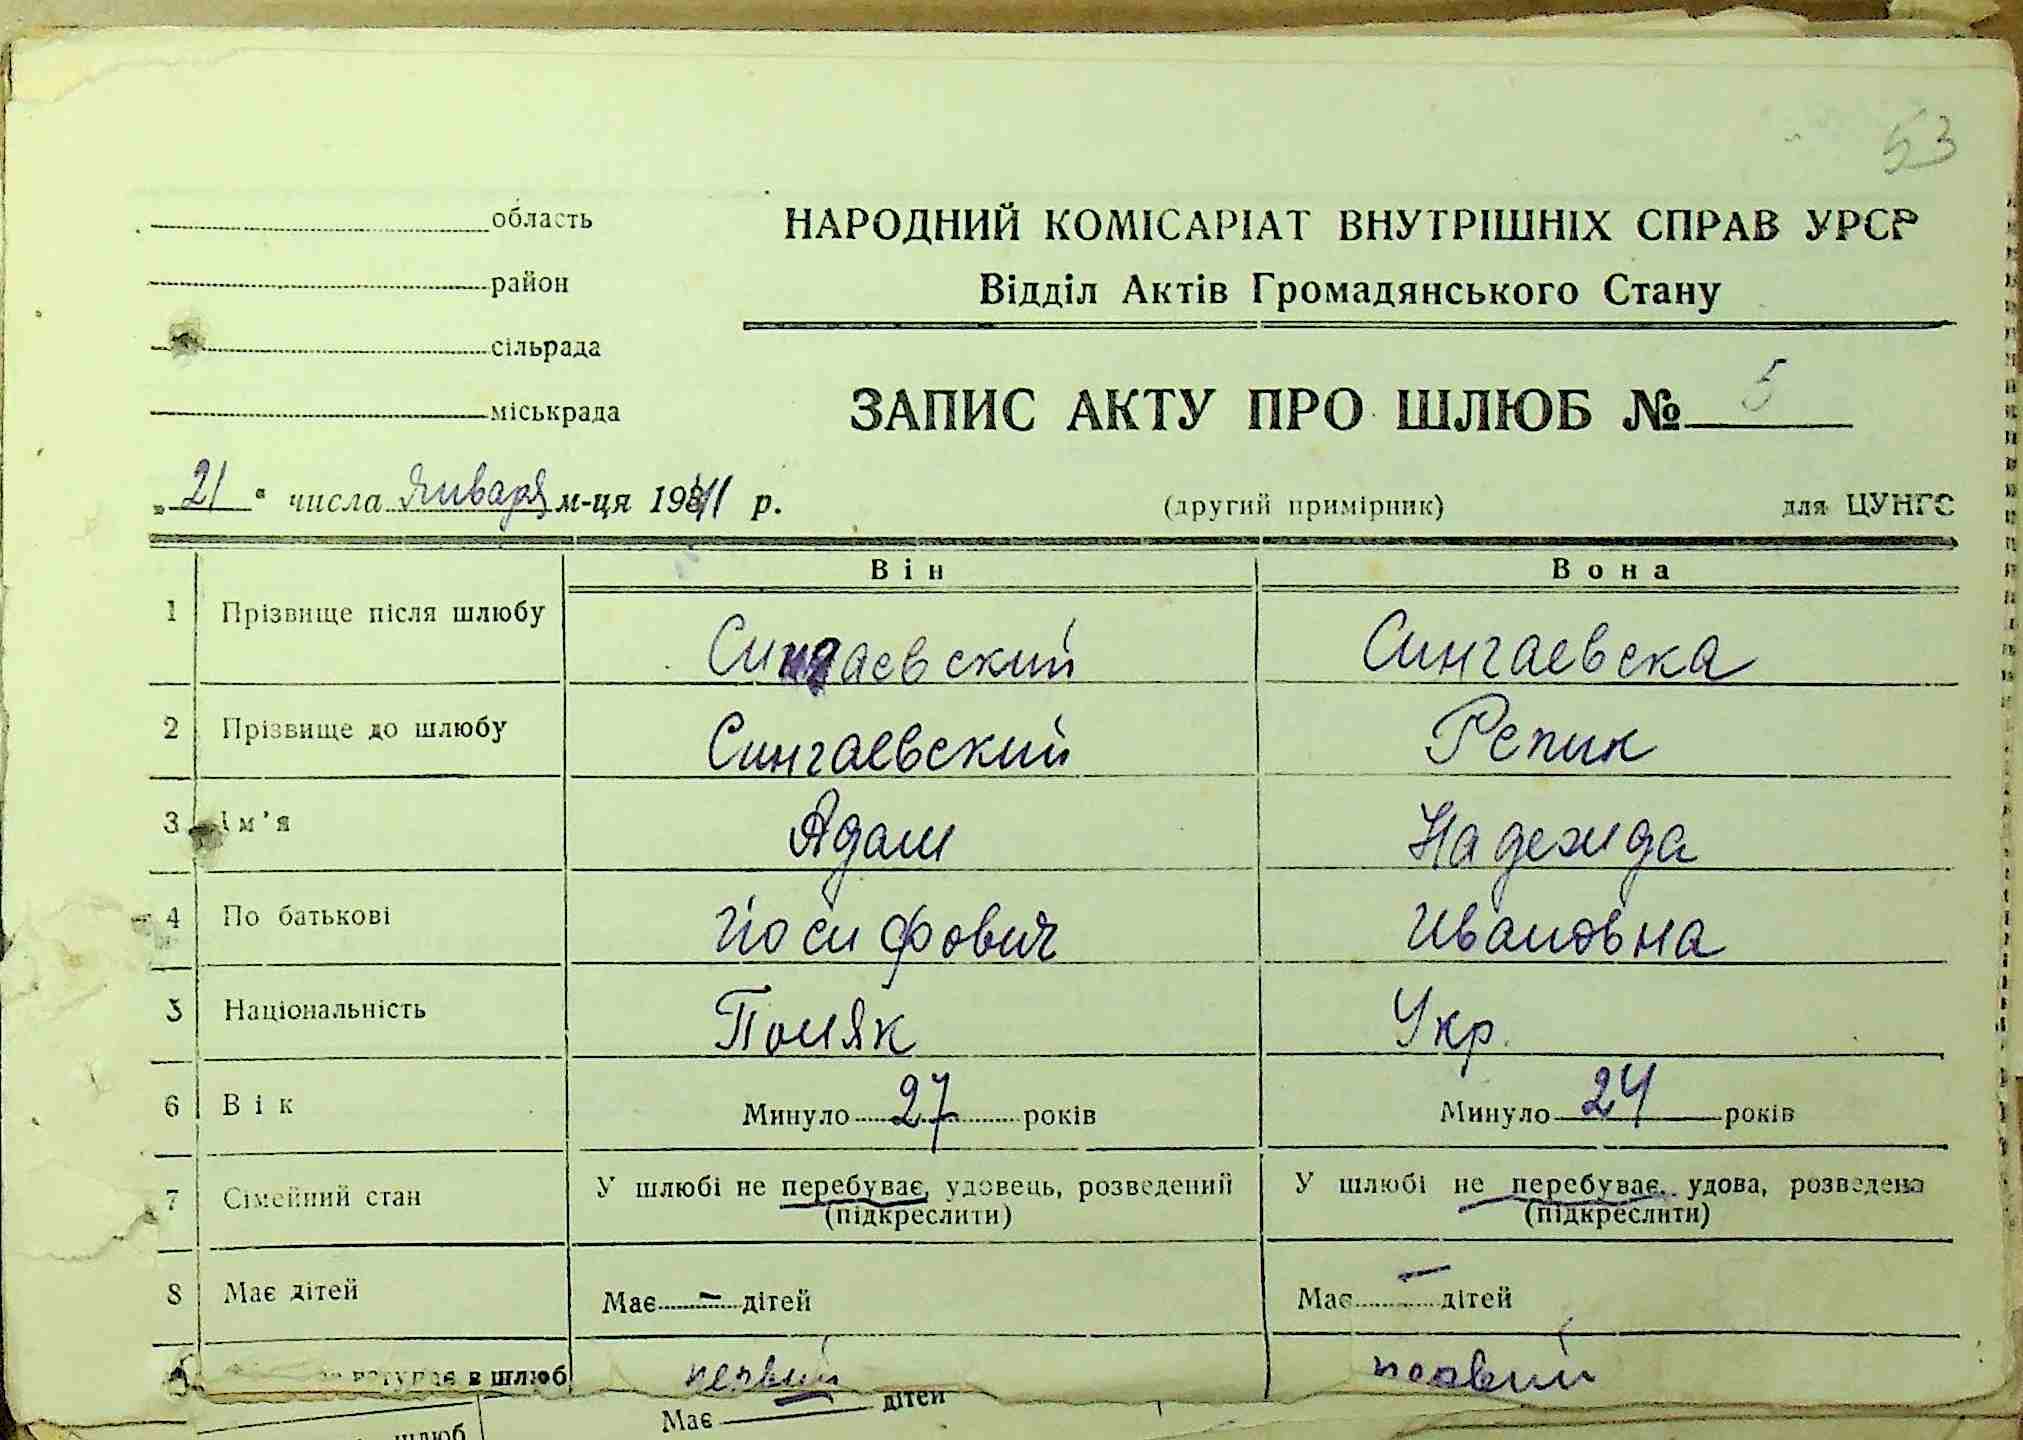 53
область
район
сільрада
міськрада
НАРОДНИЙ КОМІСАРІАТ ВНУТРІШНІХ СПРАВ УРСР
Відділ Актів Громадянського Стану
ЗАПИС АКТУ ПРО ШЛЮБ № 5
„21“ числа Января м-ця 1941 р. (другий примірник) для ЦУНГО
Він Вона
1 Прізвище після шлюбу Сингаевский Сингаевска
2 Прізвище до шлюбу Сингаевский Репик
3 Ім’я Адам Надежда
4 По батькові Йосифович Ивановна
5 Національність Поляк Укр.
6 Вік Минуло 27 років Минуло 24 років
7 Сімейний стан У шлюбі не перебуває, удовець, розведений У шлюбі не перебуває, удова, розведена
(підкреслити) (підкреслити)
8 Має дітей Має – дітей Має – дітей
вступає в шлюб первий первий
шлюб Має дітей